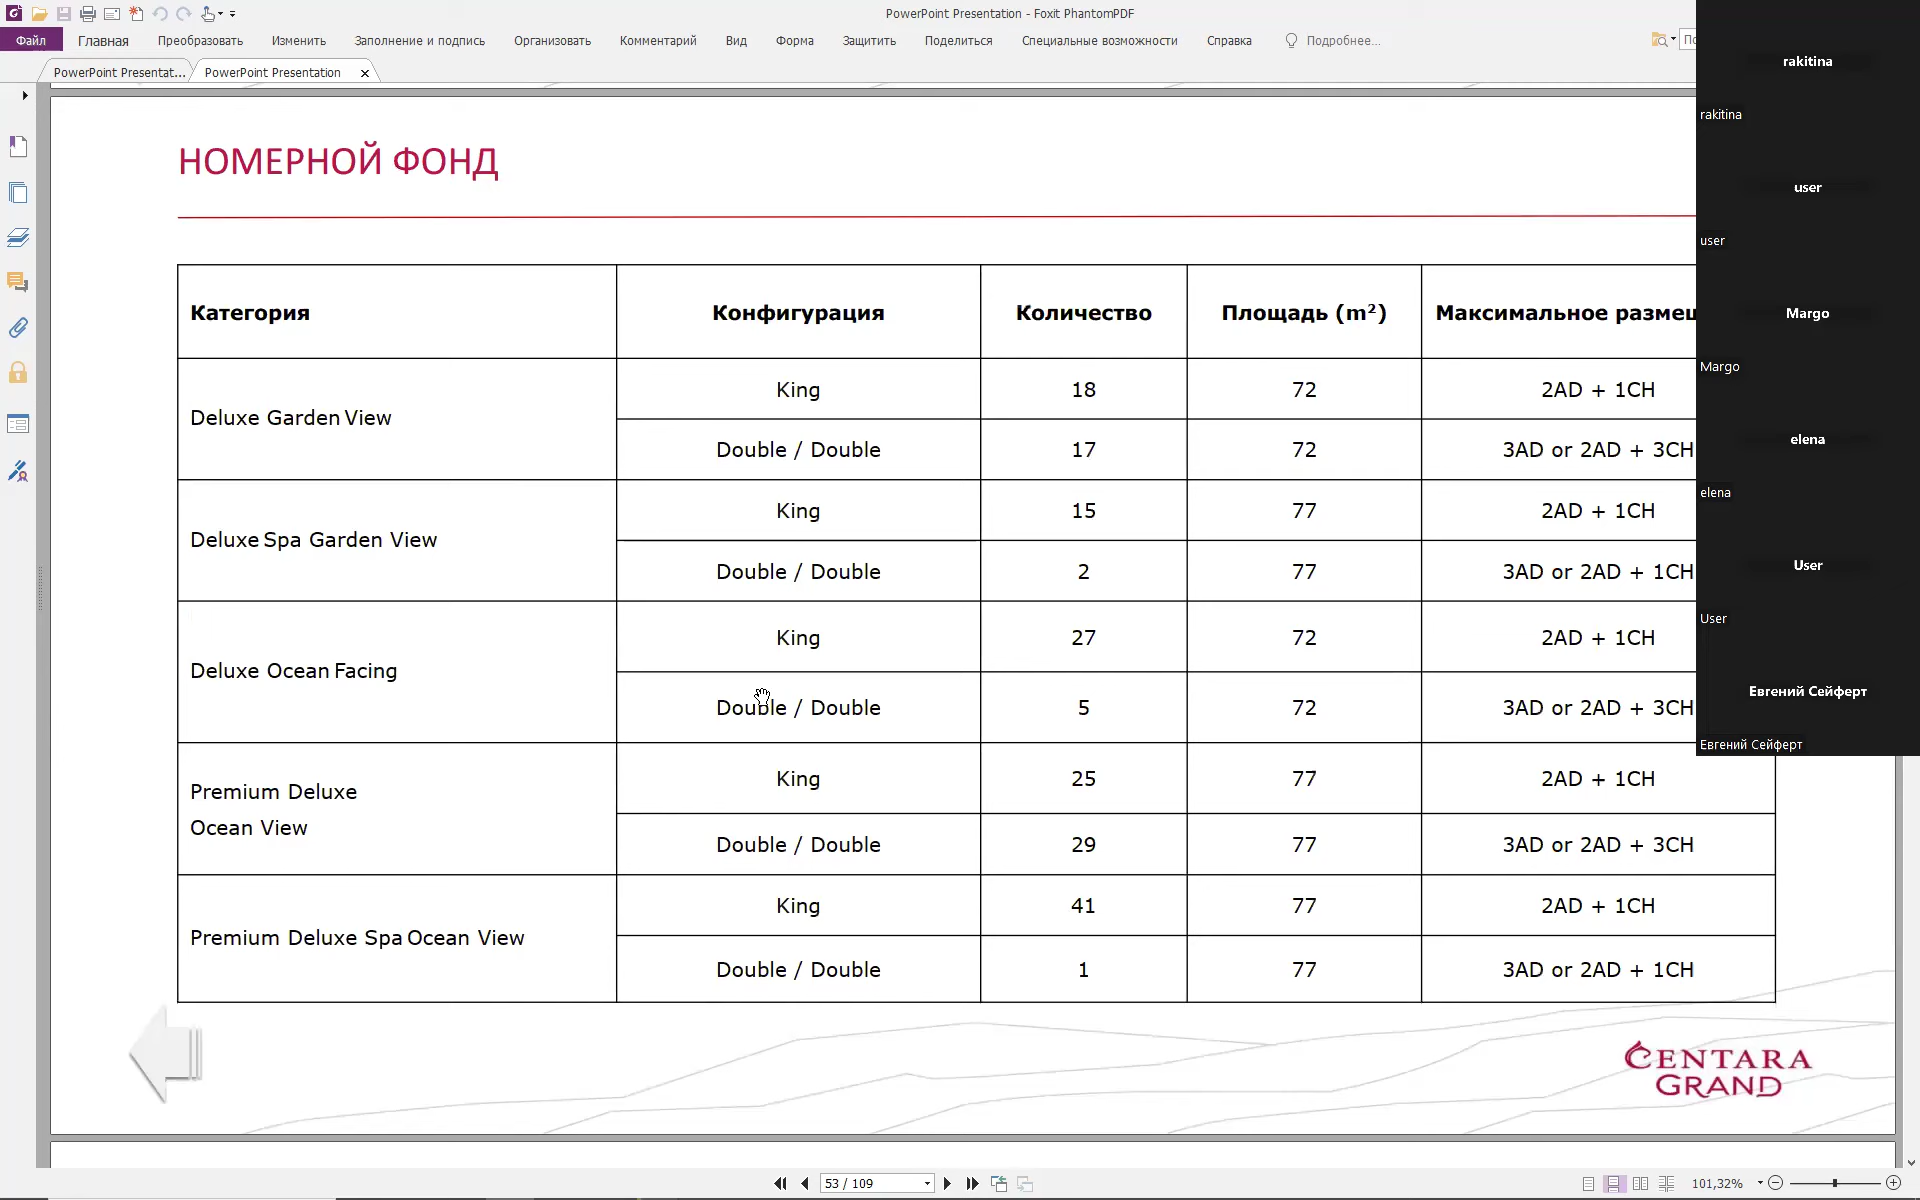 PowerPoint Presentation - Foxit PhantomPDF
Файл Главная Преобразовать Изменить Заполнение и подпись Организовать Комментарий Вид Форма Защитить Поделиться Специальные возможности Справка Подробнее...
PowerPoint Presentat... PowerPoint Presentation
НОМЕРНОЙ ФОНД
Категория Конфигурация Количество Площадь (m²) Максимальное
Deluxe Garden View
King 18 72 2AD + 1CH
Double / Double 17 72 3AD or 2AD + 3CH
Deluxe Spa Garden View
King 15 77 2AD + 1CH
Double / Double 2 77 3AD or 2AD + 1CH
Deluxe Ocean Facing
King 27 72 2AD + 1CH
Double / Double 5 72 3AD or 2AD + 3CH
Premium Deluxe
Ocean View
King 25 77 2AD + 1CH
Double / Double 29 77 3AD or 2AD + 3CH
Premium Deluxe Spa Ocean View
King 41 77 2AD + 1CH
Double / Double 1 77 3AD or 2AD + 1CH
CENTARA
GRAND
rakitina
rakitina
user
user
Margo
Margo
elena
elena
User
User
Евгений Сейферт
Евгений Сейферт
53 / 109
101,32%